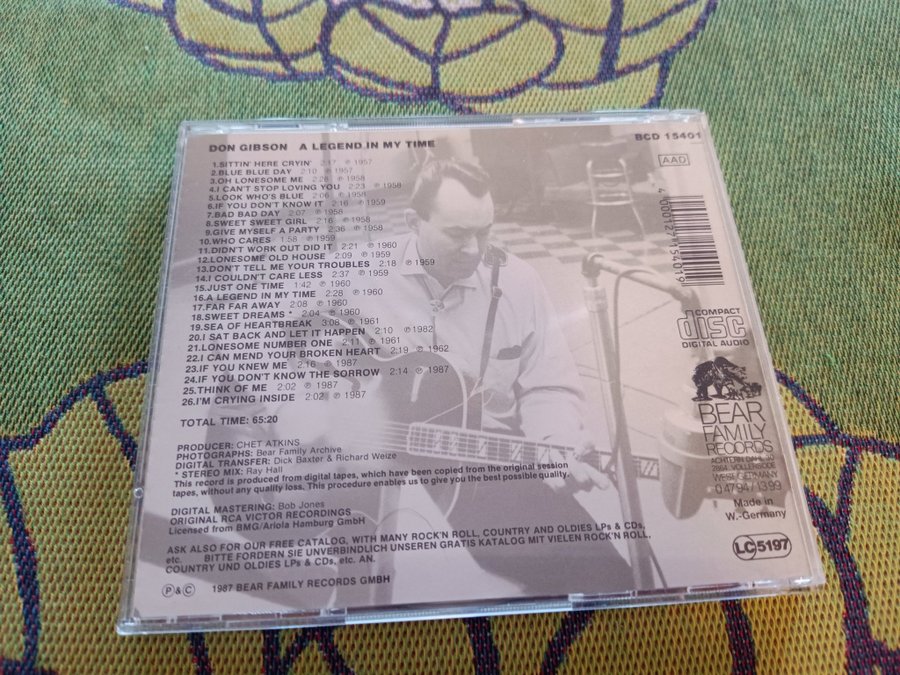 DON GIBSON A LEGEND IN MY TIME
BCD 15401
AAD
1.SITTIN' HERE CRYIN' 2:17 ℗1957
2.BLUE BLUE DAY 2:10 ℗1957
3.OH LONESOME ME 2:28 ℗1958
4.I CAN'T STOP LOVING YOU 2:23 ℗1958
5.LOOK WHO'S BLUE 2:06 ℗1958
6.IF YOU DON'T KNOW IT 2:16 ℗1959
7.BAD BAD DAY 2:07 ℗1958
8.SWEET SWEET GIRL 2:16 ℗1958
9.GIVE MYSELF A PARTY 2:36 ℗1958
10.WHO CARES 1:58 ℗1959
11.DIDN'T WORK OUT DID IT 2:21 ℗1960
12.LONESOME OLD HOUSE 2:09 ℗1959
13.DON'T TELL ME YOUR TROUBLES 2:18 ℗1959
14.I COULDN'T CARE LESS 2:37 ℗1959
15.JUST ONE TIME 1:42 ℗1960
16.A LEGEND IN MY TIME 2:28 ℗1960
17.FAR FAR AWAY 2:08 ℗1960
18.SWEET DREAMS * 2:04 ℗1960
19.SEA OF HEARTBREAK 3:08 ℗1961
20.I SAT BACK AND LET IT HAPPEN 2:10 ℗1982
21.LONESOME NUMBER ONE 2:11 ℗1961
22.I CAN MEND YOUR BROKEN HEART 2:19 ℗1962
23.IF YOU KNEW ME 2:16 ℗1987
24.IF YOU DON'T KNOW THE SORROW 2:14 ℗1987
25.THINK OF ME 2:02 ℗1987
26.I'M CRYING INSIDE 2:02 ℗1987
TOTAL TIME: 65:20
PRODUCER: CHET ATKINS
PHOTOGRAPHS: Bear Family Archive
DIGITAL TRANSFER: Dick Baxter & Richard Weize
* STEREO MIX: Ray Hall
This record is produced from digital tapes, which have been copied from the original session
tapes, without any quality loss. This procedure enables us to give you the best possible quality.
DIGITAL MASTERING: Bob Jones
ORIGINAL RCA VICTOR RECORDINGS
Licensed from BMG/Ariola Hamburg GmbH
ASK ALSO FOR OUR FREE CATALOG, WITH MANY ROCK'N ROLL, COUNTRY AND OLDIES LPs & CDs,
etc. BITTE FORDERN SIE UNVERBINDLICH UNSEREN GRATIS KATALOG MIT VIELEN ROCK'N ROLL,
COUNTRY UND OLDIES LPs & CDs, etc. AN.
℗&© 1987 BEAR FAMILY RECORDS GMBH
4 000127 154019
COMPACT
disc
DIGITAL AUDIO
BEAR
FAMILY
RECORDS
WEST GERMANY
04794/1399
Made in
W.-Germany
LC 5197